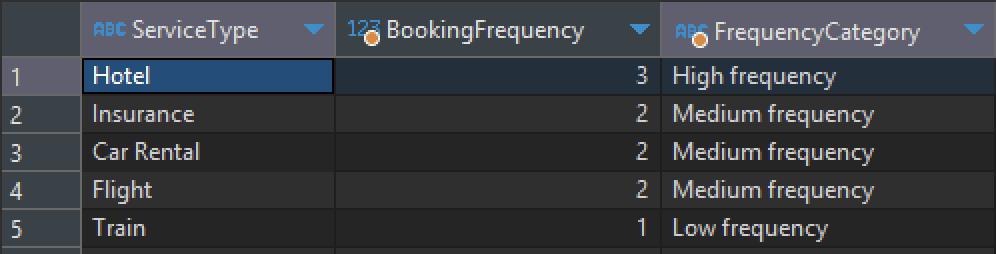 ABC ServiceType 123 BookingFrequency ABC FrequencyCategory
1 Hotel 3 High frequency
2 Insurance 2 Medium frequency
3 Car Rental 2 Medium frequency
4 Flight 2 Medium frequency
5 Train 1 Low frequency